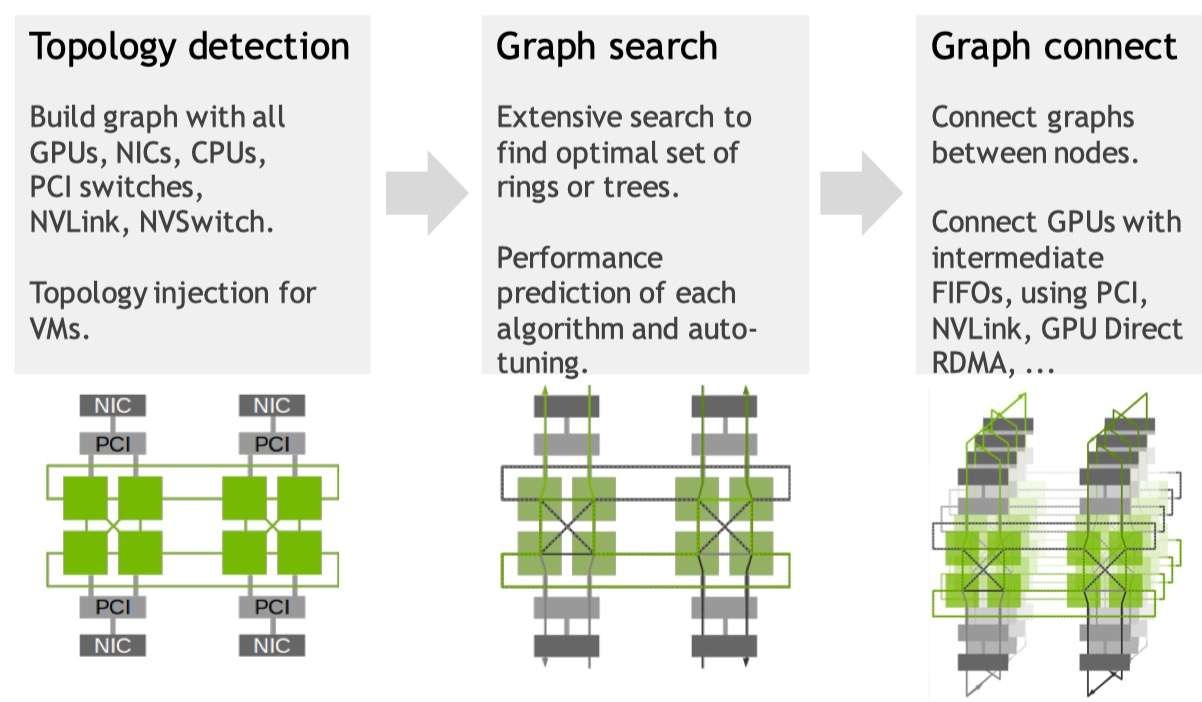 Topology detection
Build graph with all
GPUs, NICs, CPUs,
PCI switches,
NVLink, NVSwitch.
Topology injection for
VMs.
Graph search
Extensive search to
find optimal set of
rings or trees.
Performance
prediction of each
algorithm and auto-
tuning.
Graph connect
Connect graphs
between nodes.
Connect GPUs with
intermediate
FIFOs, using PCI,
NVLink, GPU Direct
RDMA, ...
NIC
NIC
PCI
PCI
PCI
PCI
NIC
NIC